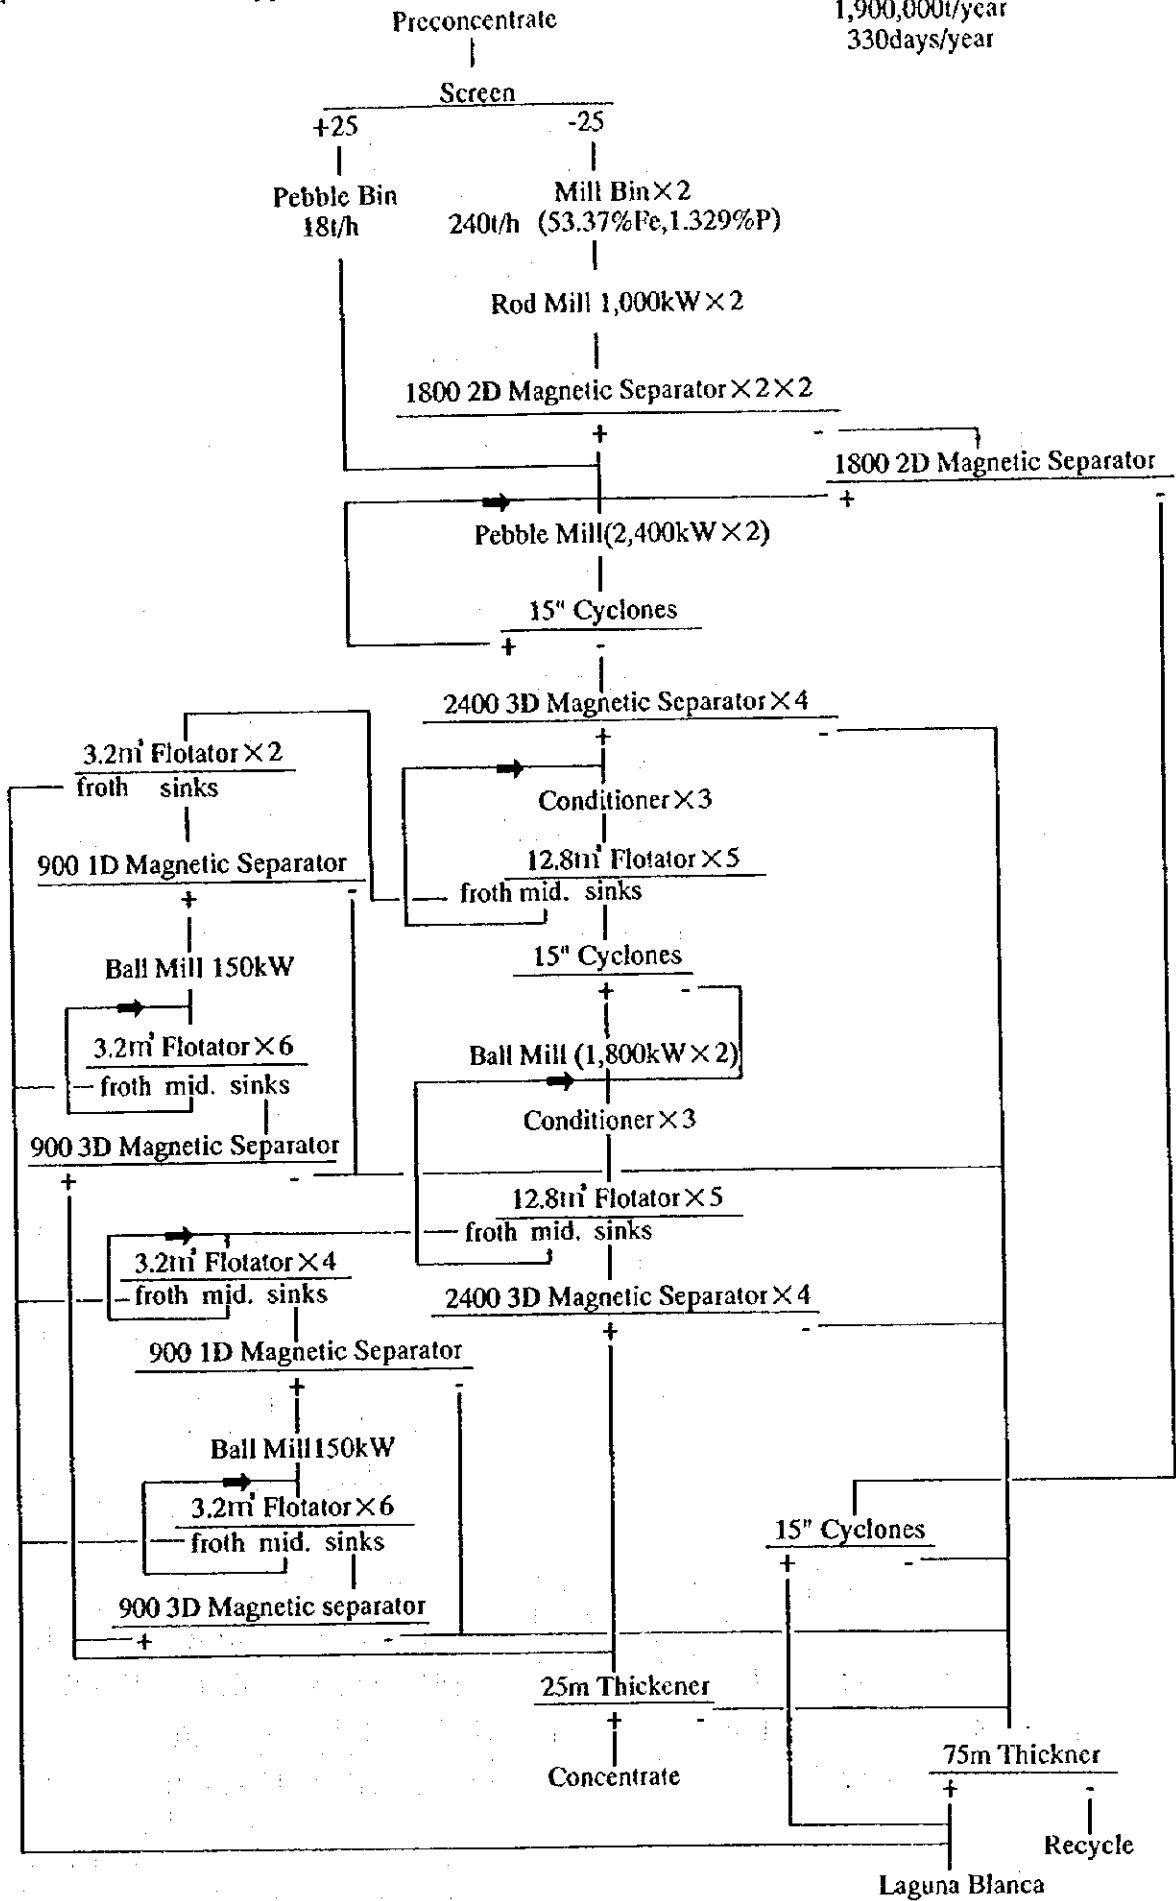 1,900,000t/year
330days/year
Preconcentrate
Screen
+25 -25
Pebble Bin
18t/h
Mill Bin×2
240t/h (53.37%Fe,1.329%P)
Rod Mill 1,000kW×2
1800 2D Magnetic Separator×2×2
+ -
1800 2D Magnetic Separator
+ -
Pebble Mill(2,400kW×2)
15" Cyclones
+ -
2400 3D Magnetic Separator×4
+ -
3.2m³ Flotator×2
froth sinks
Conditioner×3
900 1D Magnetic Separator
+ -
12.8m³ Flotator×5
froth mid. sinks
Ball Mill 150kW
15" Cyclones
+ -
3.2m³ Flotator×6
froth mid. sinks
Ball Mill (1,800kW×2)
Conditioner×3
900 3D Magnetic Separator
+ -
12.8m³ Flotator×5
froth mid. sinks
3.2m³ Flotator×4
froth mid. sinks
2400 3D Magnetic Separator×4
+ -
900 1D Magnetic Separator
+ -
Ball Mill150kW
3.2m³ Flotator×6
froth mid. sinks
15" Cyclones
+ -
900 3D Magnetic separator
+ -
25m Thickener
+ -
Concentrate
75m Thickner
+ -
Recycle
Laguna Blanca